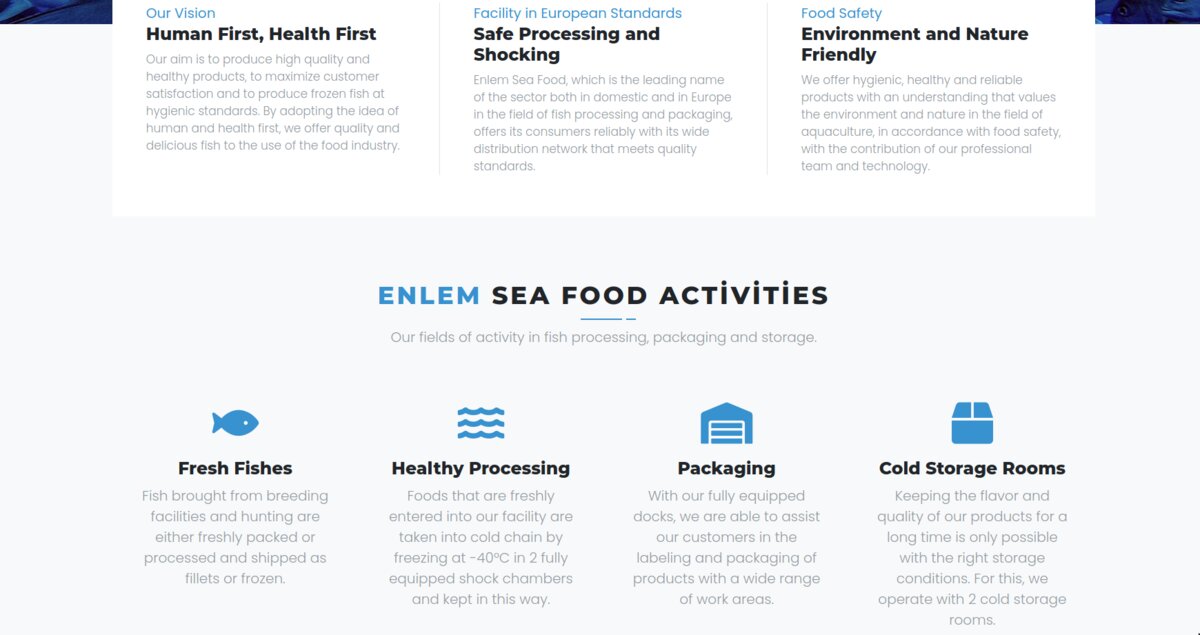 Our Vision
Human First, Health First
Our aim is to produce high quality and
healthy products, to maximize customer
satisfaction and to produce frozen fish at
hygienic standards. By adopting the idea of
human and health first, we offer quality and
delicious fish to the use of the food industry.
Facility in European Standards
Safe Processing and
Shocking
Enlem Sea Food, which is the leading name
of the sector both in domestic and in Europe
in the field of fish processing and packaging,
offers its consumers reliably with its wide
distribution network that meets quality
standards.
Food Safety
Environment and Nature
Friendly
We offer hygienic, healthy and reliable
products with an understanding that values
the environment and nature in the field of
aquaculture, in accordance with food safety,
with the contribution of our professional
team and technology.
ENLEM SEA FOOD ACTİVİTİES
Our fields of activity in fish processing, packaging and storage.
Fresh Fishes
Fish brought from breeding
facilities and hunting are
either freshly packed or
processed and shipped as
fillets or frozen.
Healthy Processing
Foods that are freshly
entered into our facility are
taken into cold chain by
freezing at -40ºC in 2 fully
equipped shock chambers
and kept in this way.
Packaging
With our fully equipped
docks, we are able to assist
our customers in the
labeling and packaging of
products with a wide range
of work areas.
Cold Storage Rooms
Keeping the flavor and
quality of our products for a
long time is only possible
with the right storage
conditions. For this, we
operate with 2 cold storage
rooms.